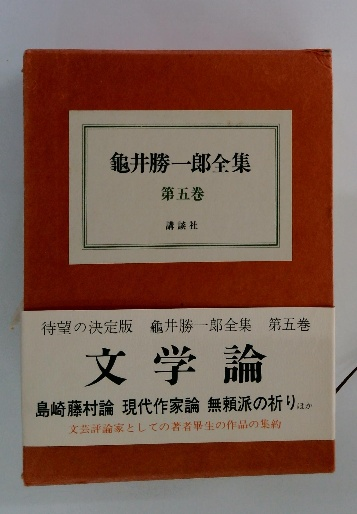 龜井勝一郎全集
第五巻
講談社
待望の決定版 龜井勝一郎全集 第五巻
文学論
島崎藤村論 現代作家論 無頼派の祈りほか
文芸評論家としての著者畢生の作品の集約